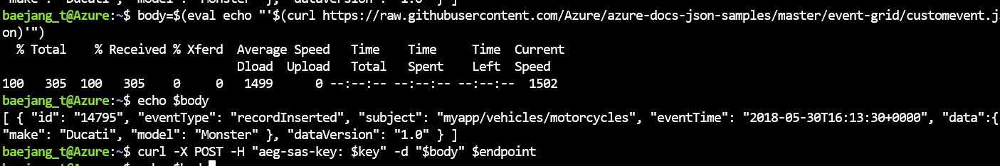 "make": "Ducati", "model": "Monster" }, "dataVersion": "1.0" } ]
baejang_t@Azure:~$ body=$(eval echo "'$(curl https://raw.githubusercontent.com/Azure/azure-docs-json-samples/master/event-grid/customevent.js
on)'")
  % Total    % Received % Xferd  Average Speed   Time    Time     Time  Current
                                 Dload  Upload   Total   Spent    Left  Speed
100   305  100   305    0     0   1499      0 --:--:-- --:--:-- --:--:--  1502
baejang_t@Azure:~$ echo $body
[ { "id": "14795", "eventType": "recordInserted", "subject": "myapp/vehicles/motorcycles", "eventTime": "2018-05-30T16:13:30+0000", "data":{
"make": "Ducati", "model": "Monster" }, "dataVersion": "1.0" } ]
baejang_t@Azure:~$ curl -X POST -H "aeg-sas-key: $key" -d "$body" $endpoint
baejang_t@Azure:~$